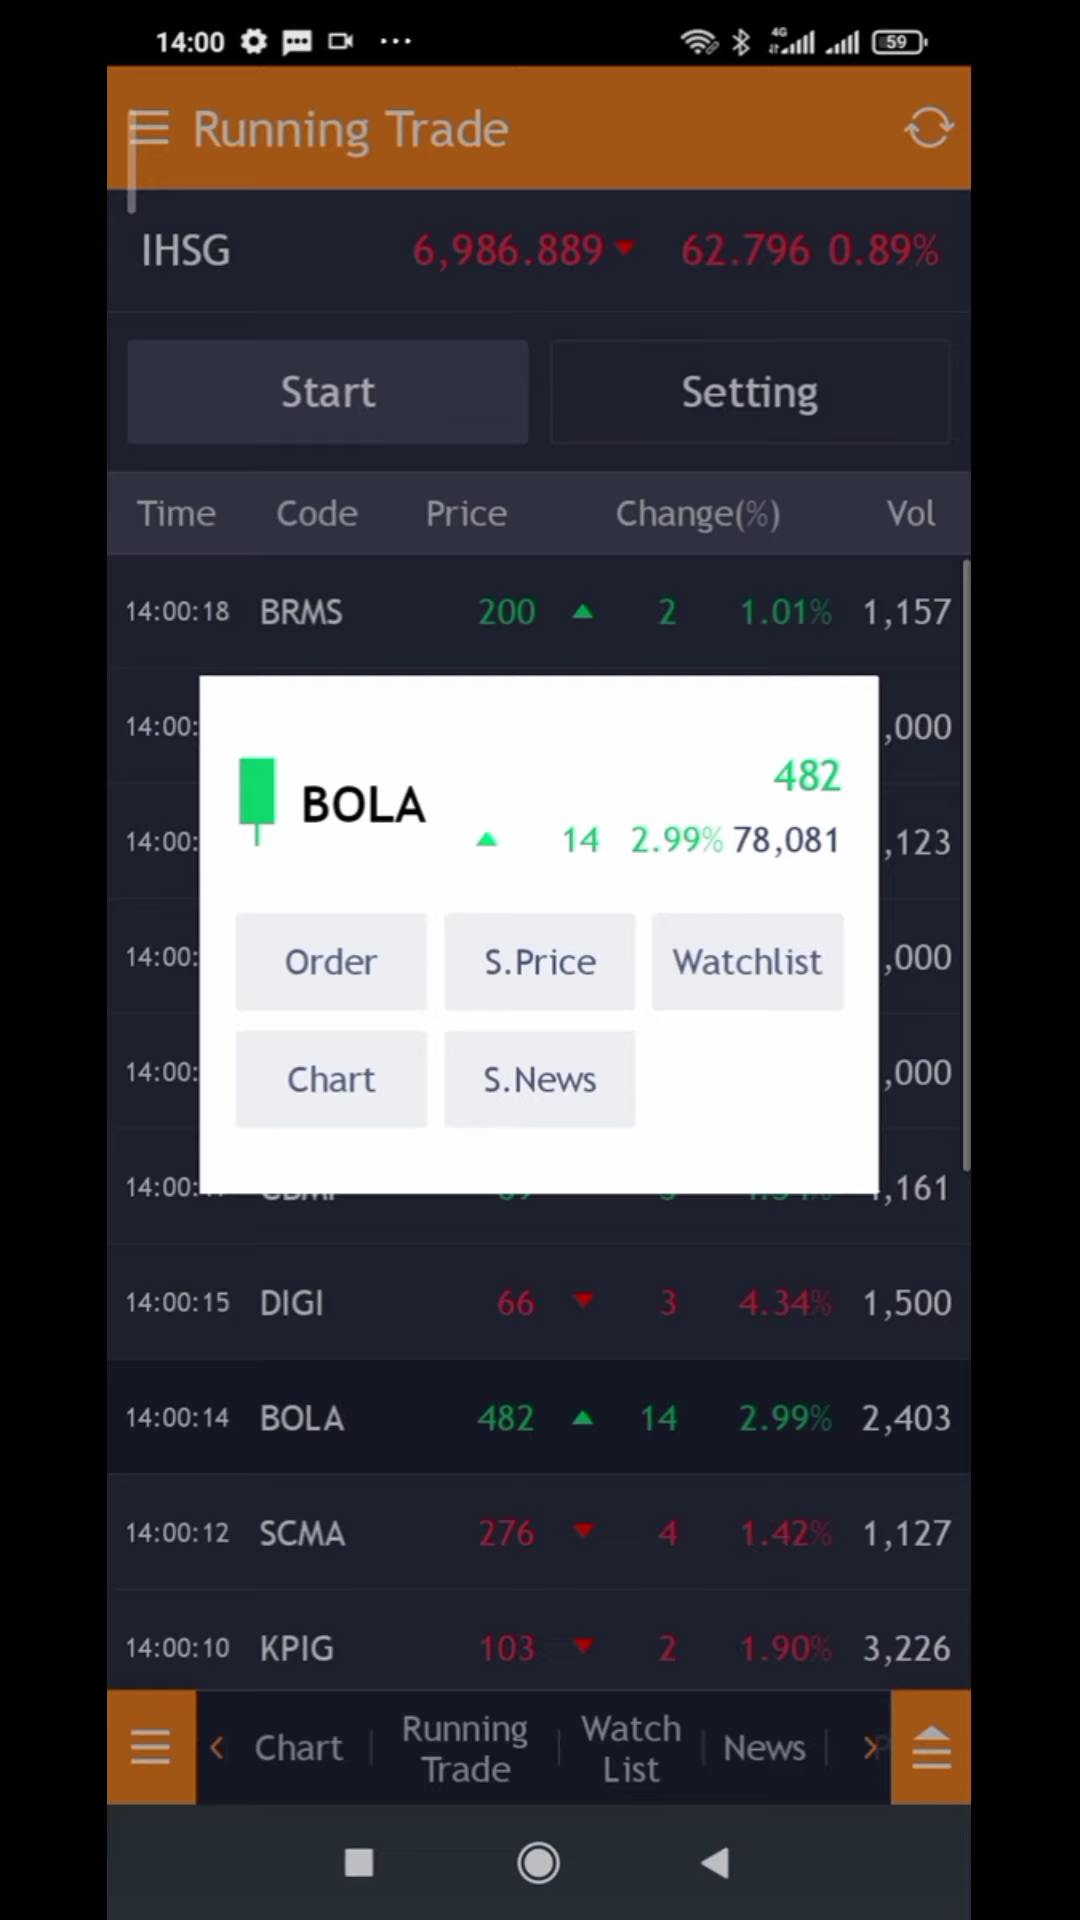 14:00 4G 59
Running Trade
IHSG 6,986.889 62.796 0.89%
Start Setting
Time Code Price Change(%) Vol
14:00:18 BRMS 200 2 1.01% 1,157
14:00: ,000
BOLA 482
14 2.99% 78,081
14:00: ,123
Order S.Price Watchlist
14:00: ,000
Chart S.News
14:00: ,000
14:00: ,161
14:00:15 DIGI 66 3 4.34% 1,500
14:00:14 BOLA 482 14 2.99% 2,403
14:00:12 SCMA 276 4 1.42% 1,127
14:00:10 KPIG 103 2 1.90% 3,226
Chart Running Trade Watch List News